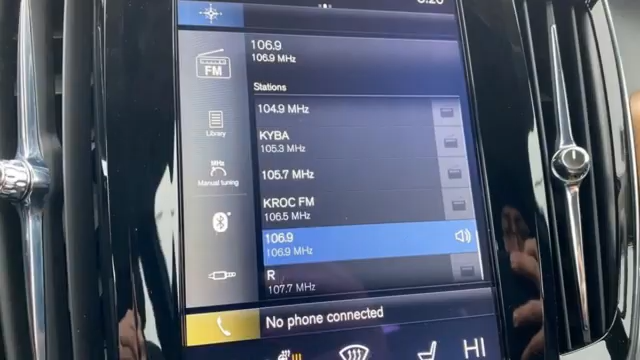 106.9
106.9 MHz
FM
Stations
104.9 MHz
KYBA
105.3 MHz
Library
105.7 MHz
MHz
Manual tuning
KROC FM
106.5 MHz
106.9
106.9 MHz
R
107.7 MHz
No phone connected
HI